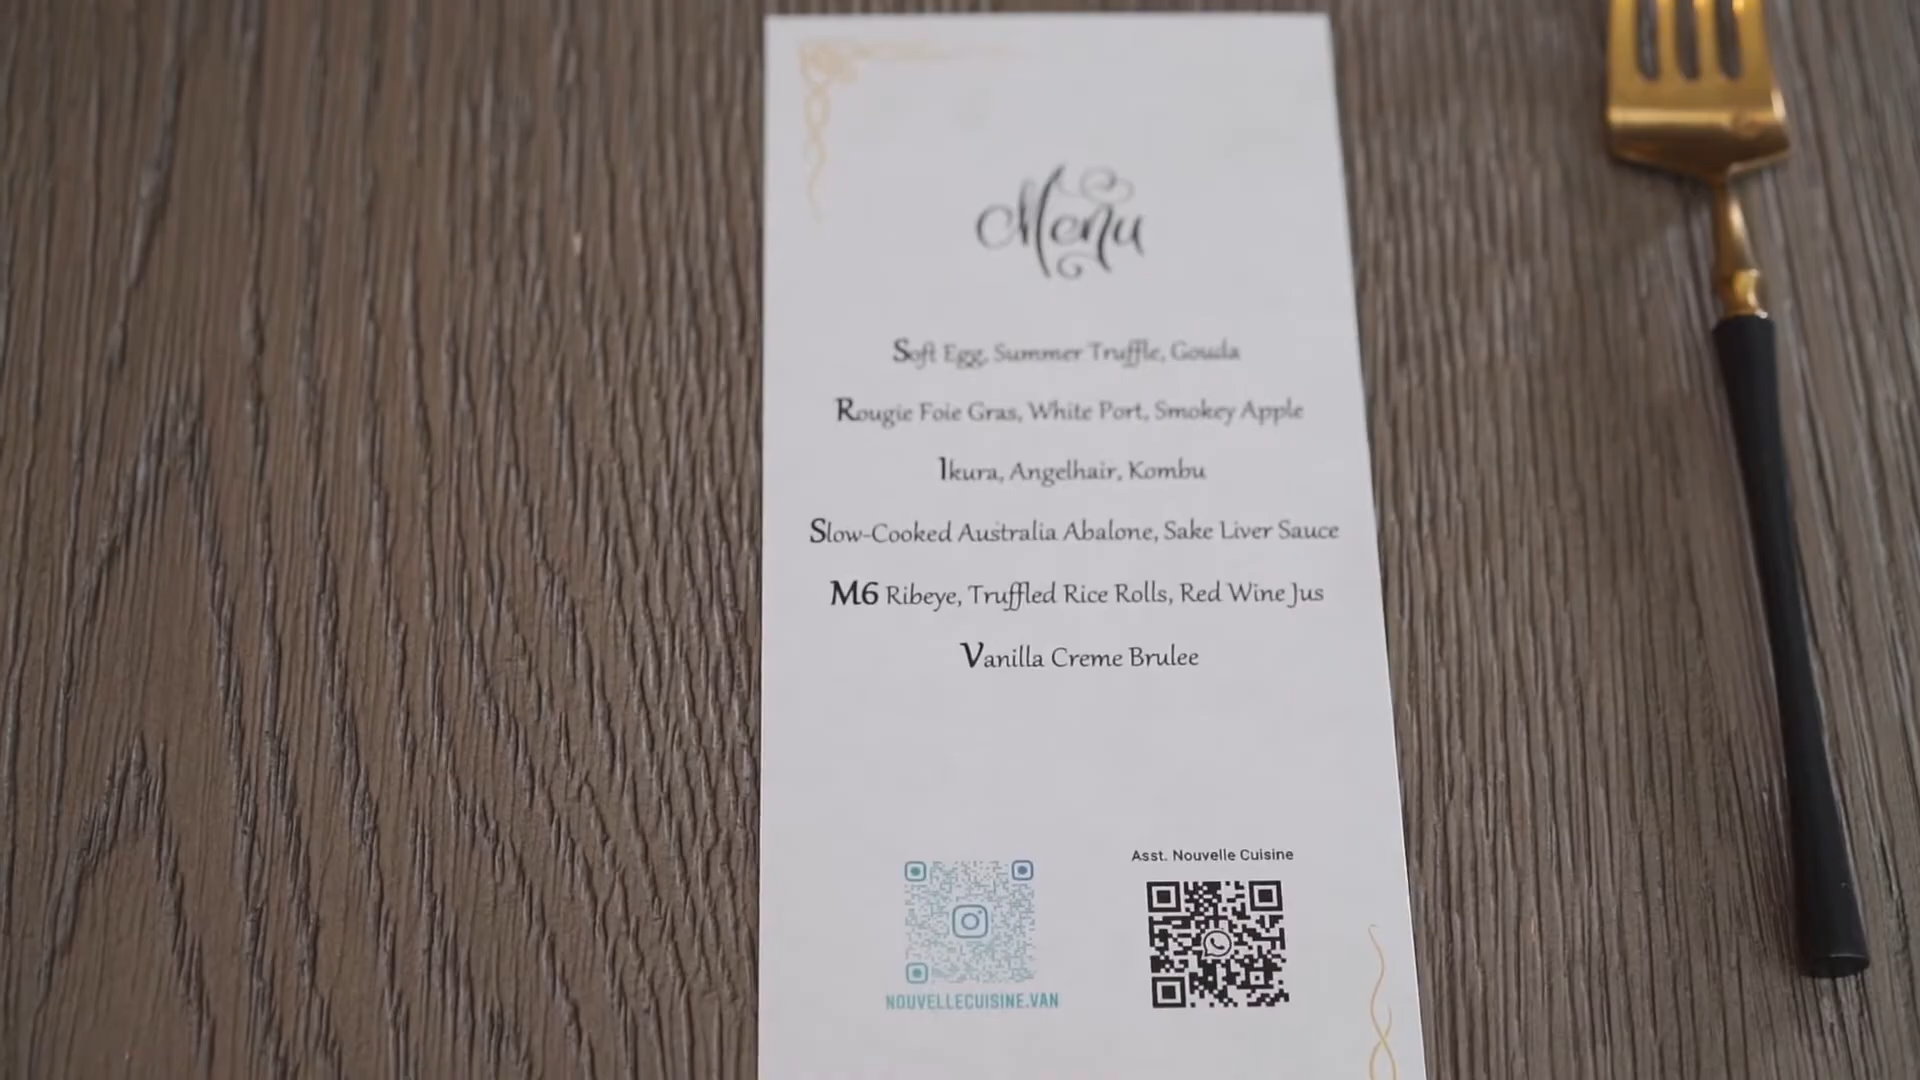 Menu
Soft Egg, Summer Truffle, Gouda
Rougie Foie Gras, White Port, Smokey Apple
Ikura, Angelhair, Kombu
Slow-Cooked Australia Abalone, Sake Liver Sauce
M6 Ribeye, Truffled Rice Rolls, Red Wine Jus
Vanilla Creme Brulee
Asst. Nouvelle Cuisine
NOUVELLECUISINE.VAN